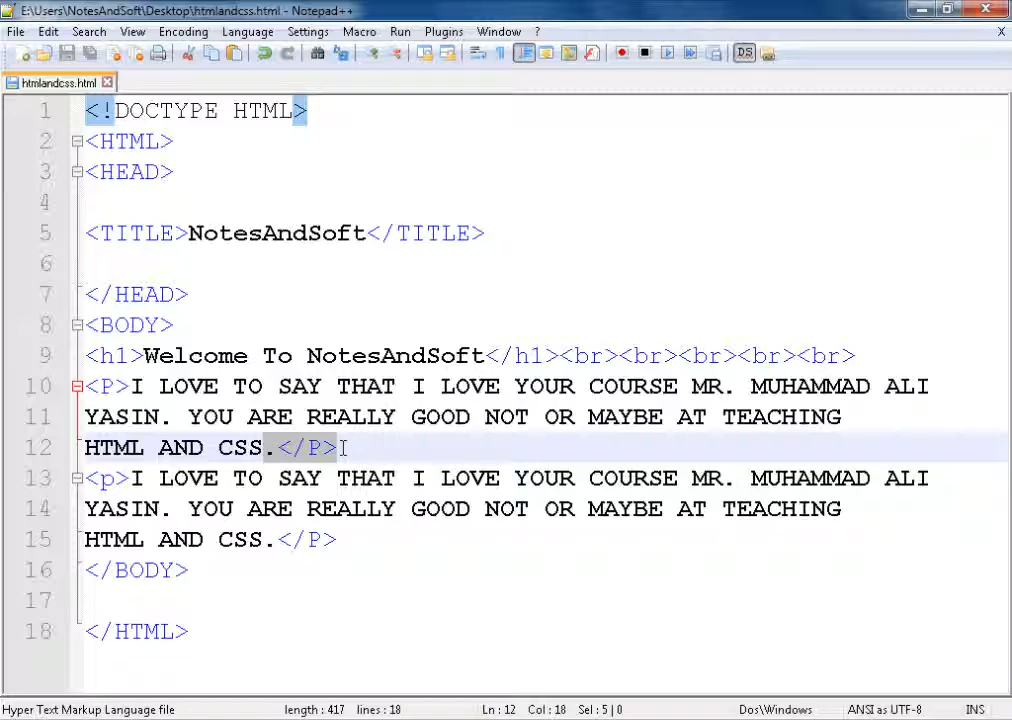 E:\Users\NotesAndSoft\Desktop\htmlandcss.html - Notepad++
File Edit Search View Encoding Language Settings Macro Run Plugins Window ? X
htmlandcss.html
1 <!DOCTYPE HTML>
2 <HTML>
3 <HEAD>
4
5 <TITLE>NotesAndSoft</TITLE>
6
7 </HEAD>
8 <BODY>
9 <h1>Welcome To NotesAndSoft</h1><br><br><br><br><br>
10 <P>I LOVE TO SAY THAT I LOVE YOUR COURSE MR. MUHAMMAD ALI
11 YASIN. YOU ARE REALLY GOOD NOT OR MAYBE AT TEACHING
12 HTML AND CSS.</P>
13 <p>I LOVE TO SAY THAT I LOVE YOUR COURSE MR. MUHAMMAD ALI
14 YASIN. YOU ARE REALLY GOOD NOT OR MAYBE AT TEACHING
15 HTML AND CSS.</P>
16 </BODY>
17
18 </HTML>
Hyper Text Markup Language file length : 417 lines : 18 Ln : 12 Col : 18 Sel : 5 | 0 Dos\Windows ANSI as UTF-8 INS